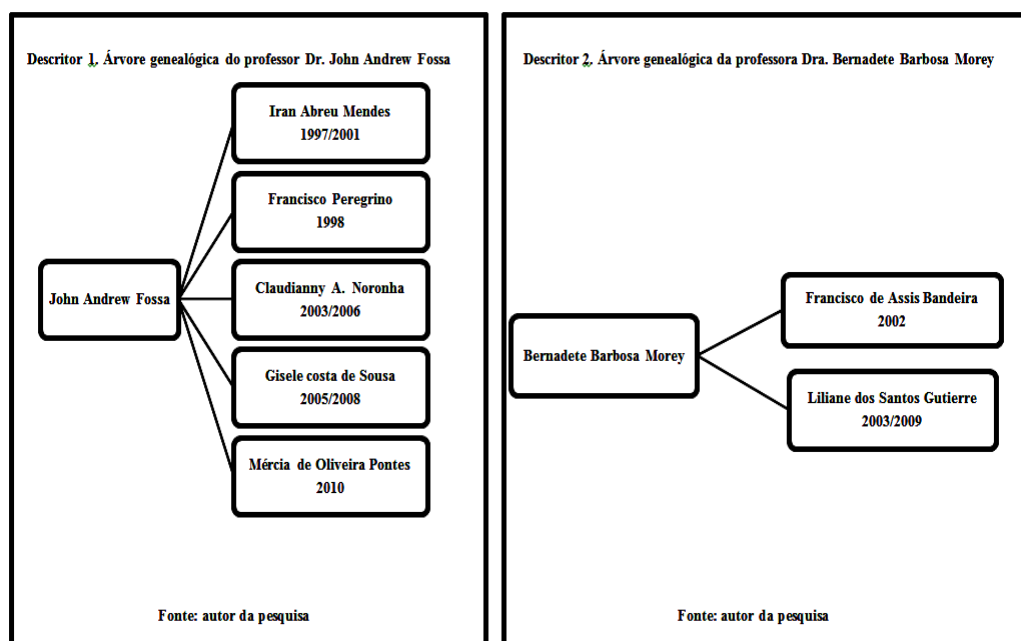 Descritor 1. Árvore genealógica do professor Dr. John Andrew Fossa
Iran Abreu Mendes
1997/2001
Francisco Peregrino
1998
John Andrew Fossa
Claudianny A. Noronha
2003/2006
Gisele costa de Sousa
2005/2008
Mércia de Oliveira Pontes
2010
Fonte: autor da pesquisa
Descritor 2. Árvore genealógica da professora Dra. Bernadete Barbosa Morey
Francisco de Assis Bandeira
2002
Bernadete Barbosa Morey
Liliane dos Santos Gutierre
2003/2009
Fonte: autor da pesquisa